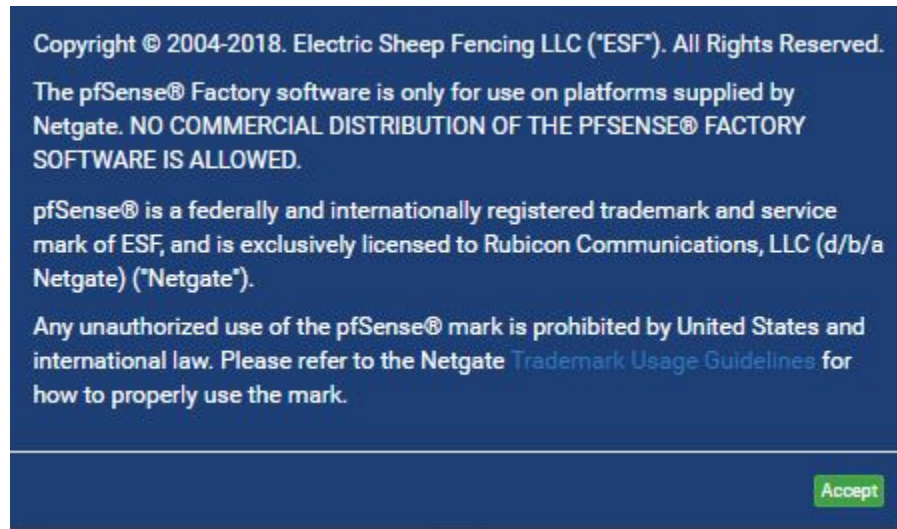 Copyright © 2004-2018. Electric Sheep Fencing LLC ("ESF"). All Rights Reserved.
The pfSense® Factory software is only for use on platforms supplied by
Netgate. NO COMMERCIAL DISTRIBUTION OF THE PFSENSE® FACTORY
SOFTWARE IS ALLOWED.
pfSense® is a federally and internationally registered trademark and service
mark of ESF, and is exclusively licensed to Rubicon Communications, LLC (d/b/a
Netgate) ("Netgate").
Any unauthorized use of the pfSense® mark is prohibited by United States and
international law. Please refer to the Netgate Trademark Usage Guidelines for
how to properly use the mark.
Accept